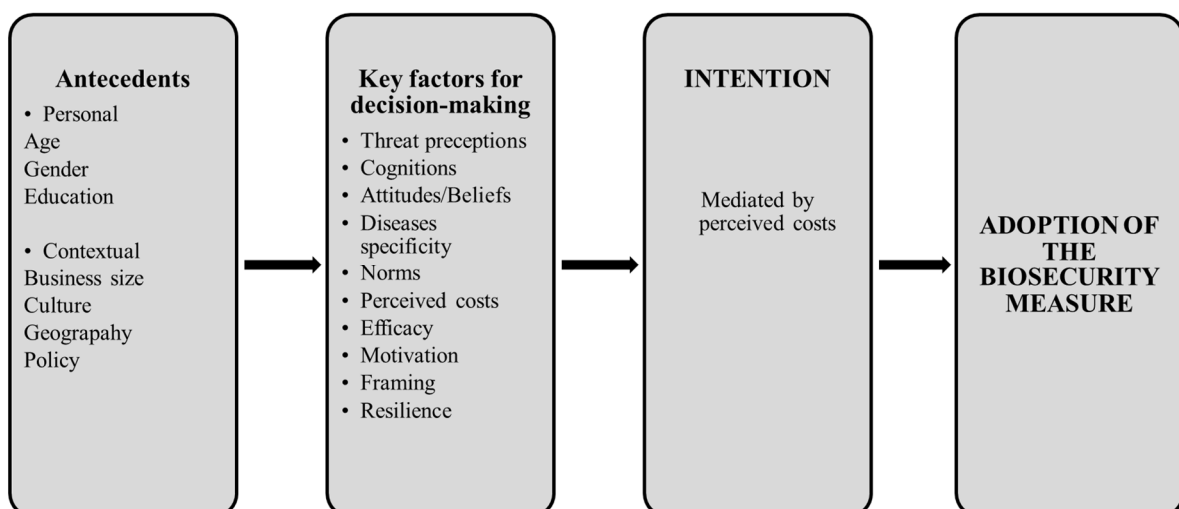 Antecedents
• Personal
Age
Gender
Education
• Contextual
Business size
Culture
Geograpahy
Policy
Key factors for
decision-making
• Threat preceptions
• Cognitions
• Attitudes/Beliefs
• Diseases
specificity
• Norms
• Perceived costs
• Efficacy
• Motivation
• Framing
• Resilience
INTENTION
Mediated by
perceived costs
ADOPTION OF
THE
BIOSECURITY
MEASURE